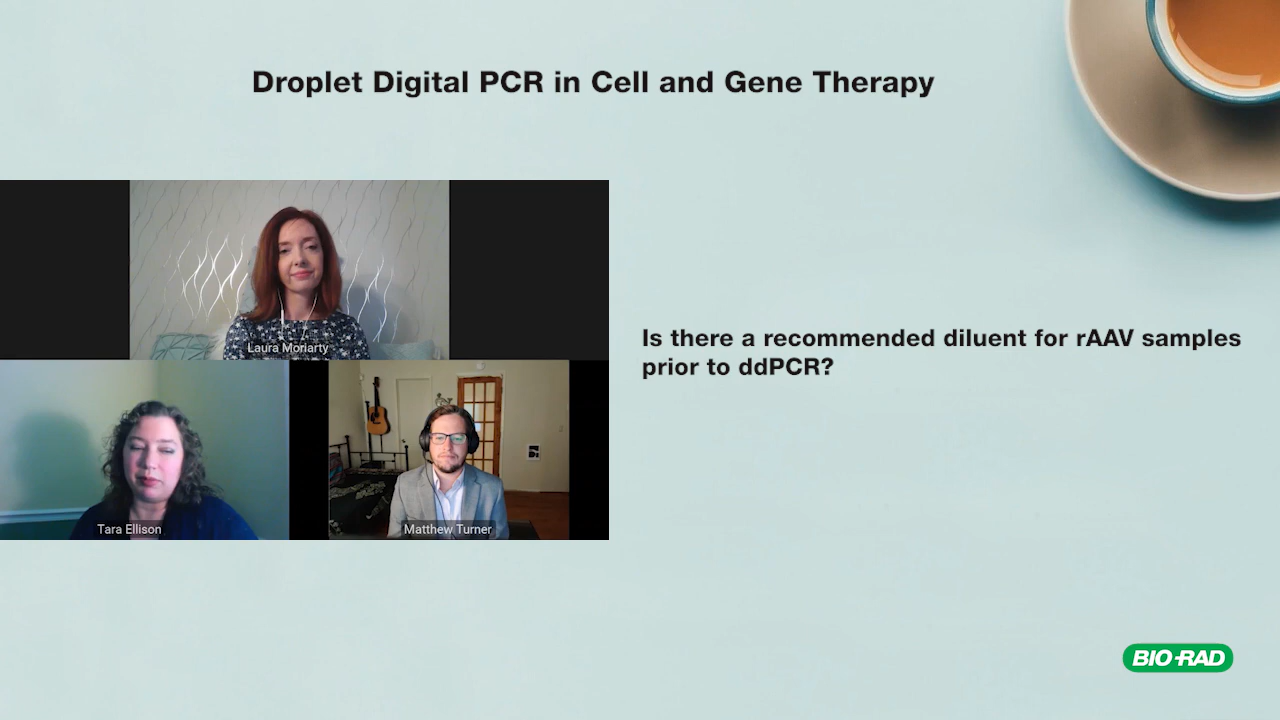 Droplet Digital PCR in Cell and Gene Therapy
Laura Moriarty
Is there a recommended diluent for rAAV samples
prior to ddPCR?
Tara Ellison
Matthew Turner
BIO-RAD